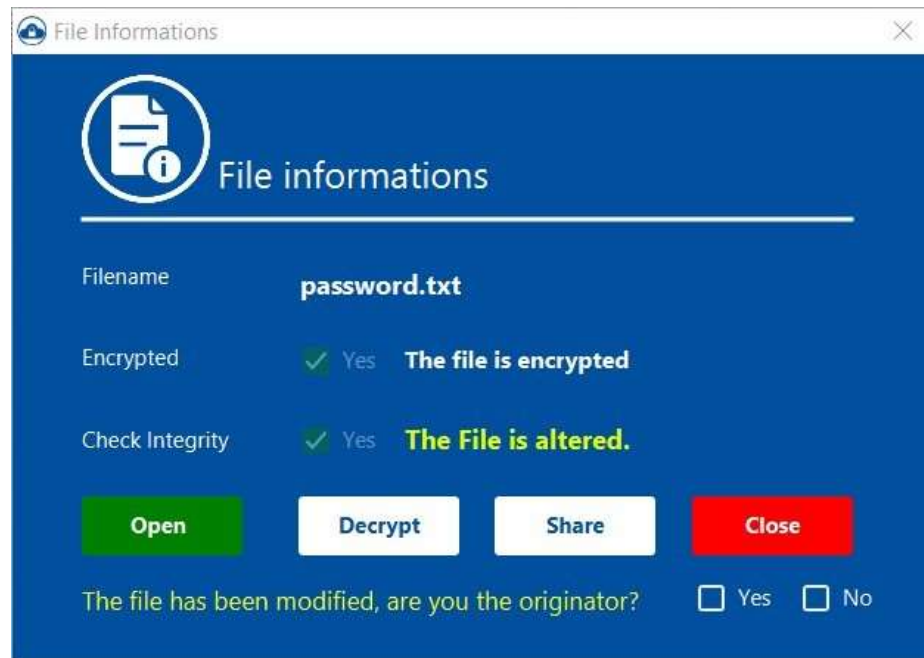 File Informations
File informations
Filename password.txt
Encrypted Yes The file is encrypted
Check Integrity Yes The File is altered.
Open Decrypt Share Close
The file has been modified, are you the originator? Yes No